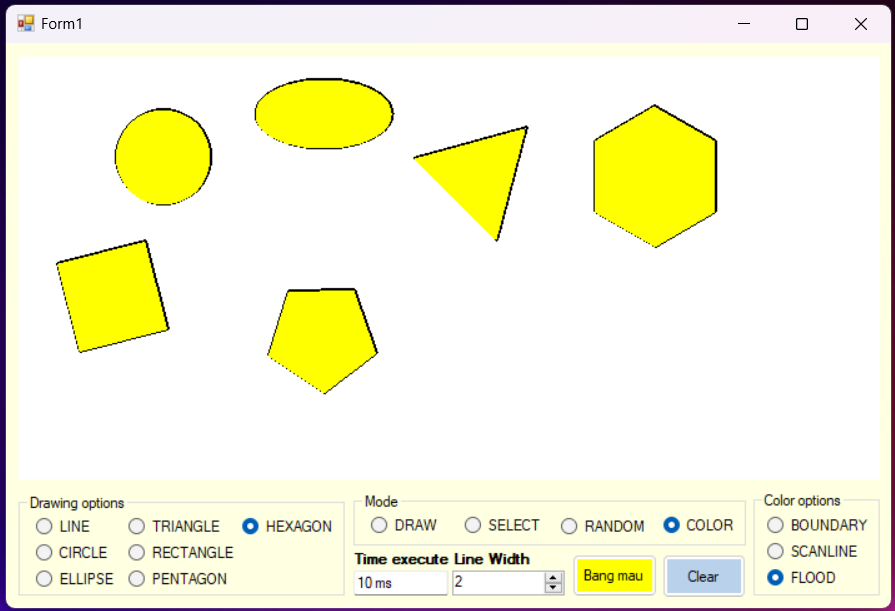 Form1
Drawing options
LINE TRIANGLE HEXAGON
CIRCLE RECTANGLE
ELLIPSE PENTAGON
Mode
DRAW SELECT RANDOM COLOR
Time execute Line Width
10 ms 2 Bang mau Clear
Color options
BOUNDARY
SCANLINE
FLOOD